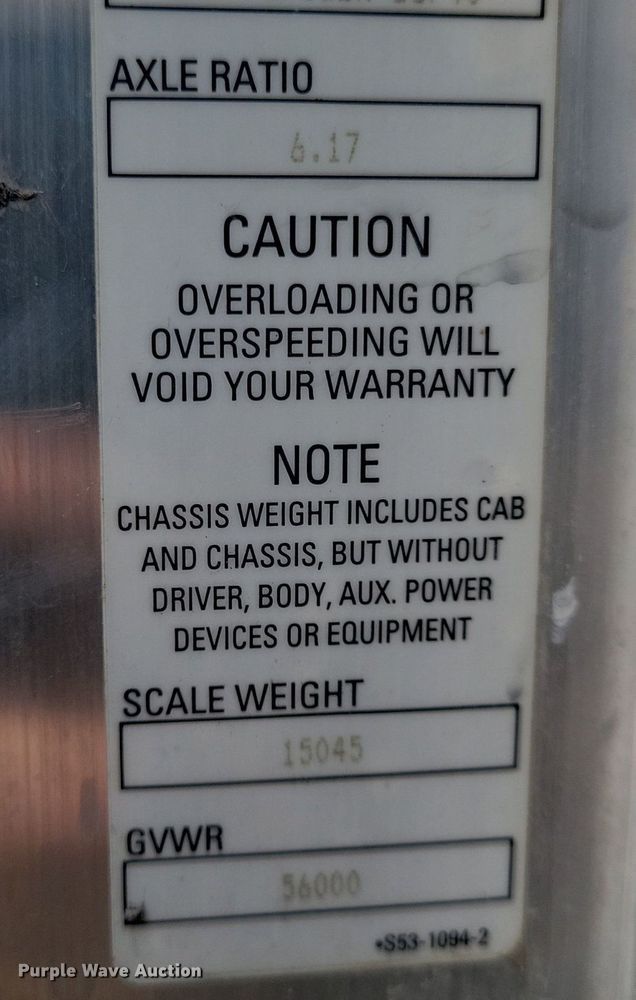 AXLE RATIO
6.17
CAUTION
OVERLOADING OR
OVERSPEEDING WILL
VOID YOUR WARRANTY
NOTE
CHASSIS WEIGHT INCLUDES CAB
AND CHASSIS, BUT WITHOUT
DRIVER, BODY, AUX. POWER
DEVICES OR EQUIPMENT
SCALE WEIGHT
15045
GVWR
56000
•S53-1094-2
Purple Wave Auction